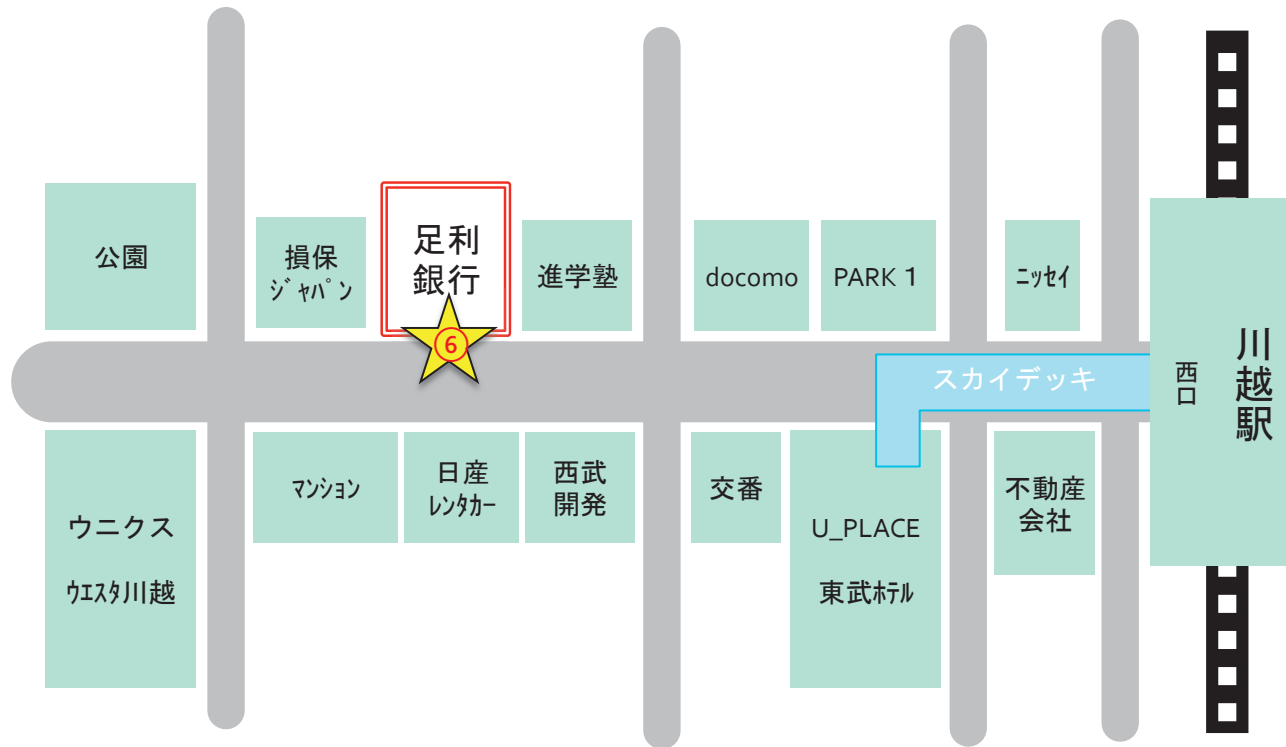 公園
損保
ｼﾞｬﾊﾟﾝ
足利
銀行
⑥
進学塾
docomo
PARK１
ﾆｯｾｲ
スカイデッキ
西口
川越駅
ウニクス
ｳｴｽﾀ川越
ﾏﾝｼｮﾝ
日産
ﾚﾝﾀｶｰ
西武
開発
交番
U_PLACE
東武ﾎﾃﾙ
不動産
会社